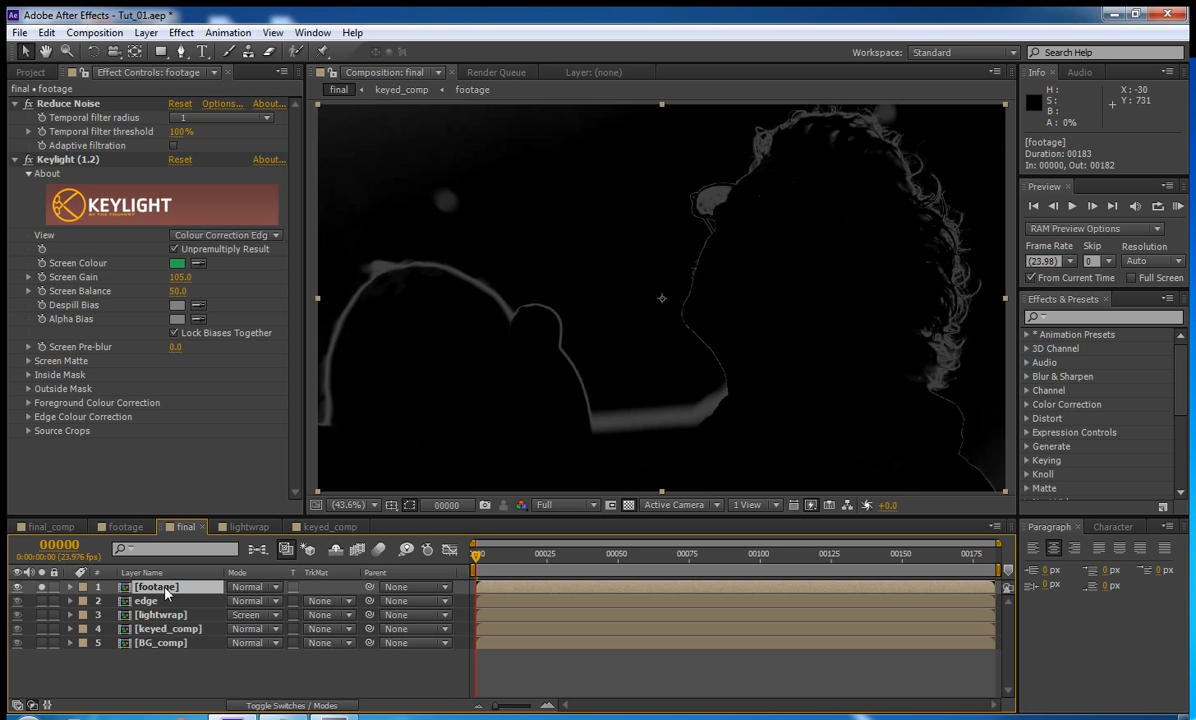 Adobe After Effects - Tut_01.aep *
File Edit Composition Layer Effect Animation View Window Help
Workspace: Standard Search Help
Project Effect Controls: footage Composition: final Render Queue Layer: (none) Info Audio
final • footage
final keyed_comp footage
Reduce Noise Reset Options... About...
Temporal filter radius 1
Temporal filter threshold 100%
Adaptive filtration
Keylight (1.2) Reset About...
About
KEYLIGHT
BY THE FOUNDRY
View Colour Correction Edg
Unpremultiply Result
Screen Colour
Screen Gain 105.0
Screen Balance 50.0
Despill Bias
Alpha Bias
Lock Biases Together
Screen Pre-blur 0.0
Screen Matte
Inside Mask
Outside Mask
Foreground Colour Correction
Edge Colour Correction
Source Crops
H :
S :
B :
A : 0%
X : -30
Y : 731
[footage]
Duration: 00183
In: 00000, Out: 00182
Preview
RAM Preview Options
Frame Rate Skip Resolution
(23.98) 0 Auto
From Current Time Full Screen
Effects & Presets
* Animation Presets
3D Channel
Audio
Blur & Sharpen
Channel
Color Correction
Distort
Expression Controls
Generate
Keying
Knoll
Matte
(43.6%) 00000 Full Active Camera 1 View +0.0
final_comp footage final lightwrap keyed_comp
00000
0:00:00:00 (23.976 fps)
00025 00050 00075 00100 00125 00150 00175
# Layer Name Mode T TrkMat Parent
1 [footage] Normal None
2 edge Normal None None
3 [lightwrap] Screen None None
4 [keyed_comp] Normal None None
5 [BG_comp] Normal None None
Toggle Switches / Modes
Paragraph Character
0 px 0 px 0 px
0 px 0 px